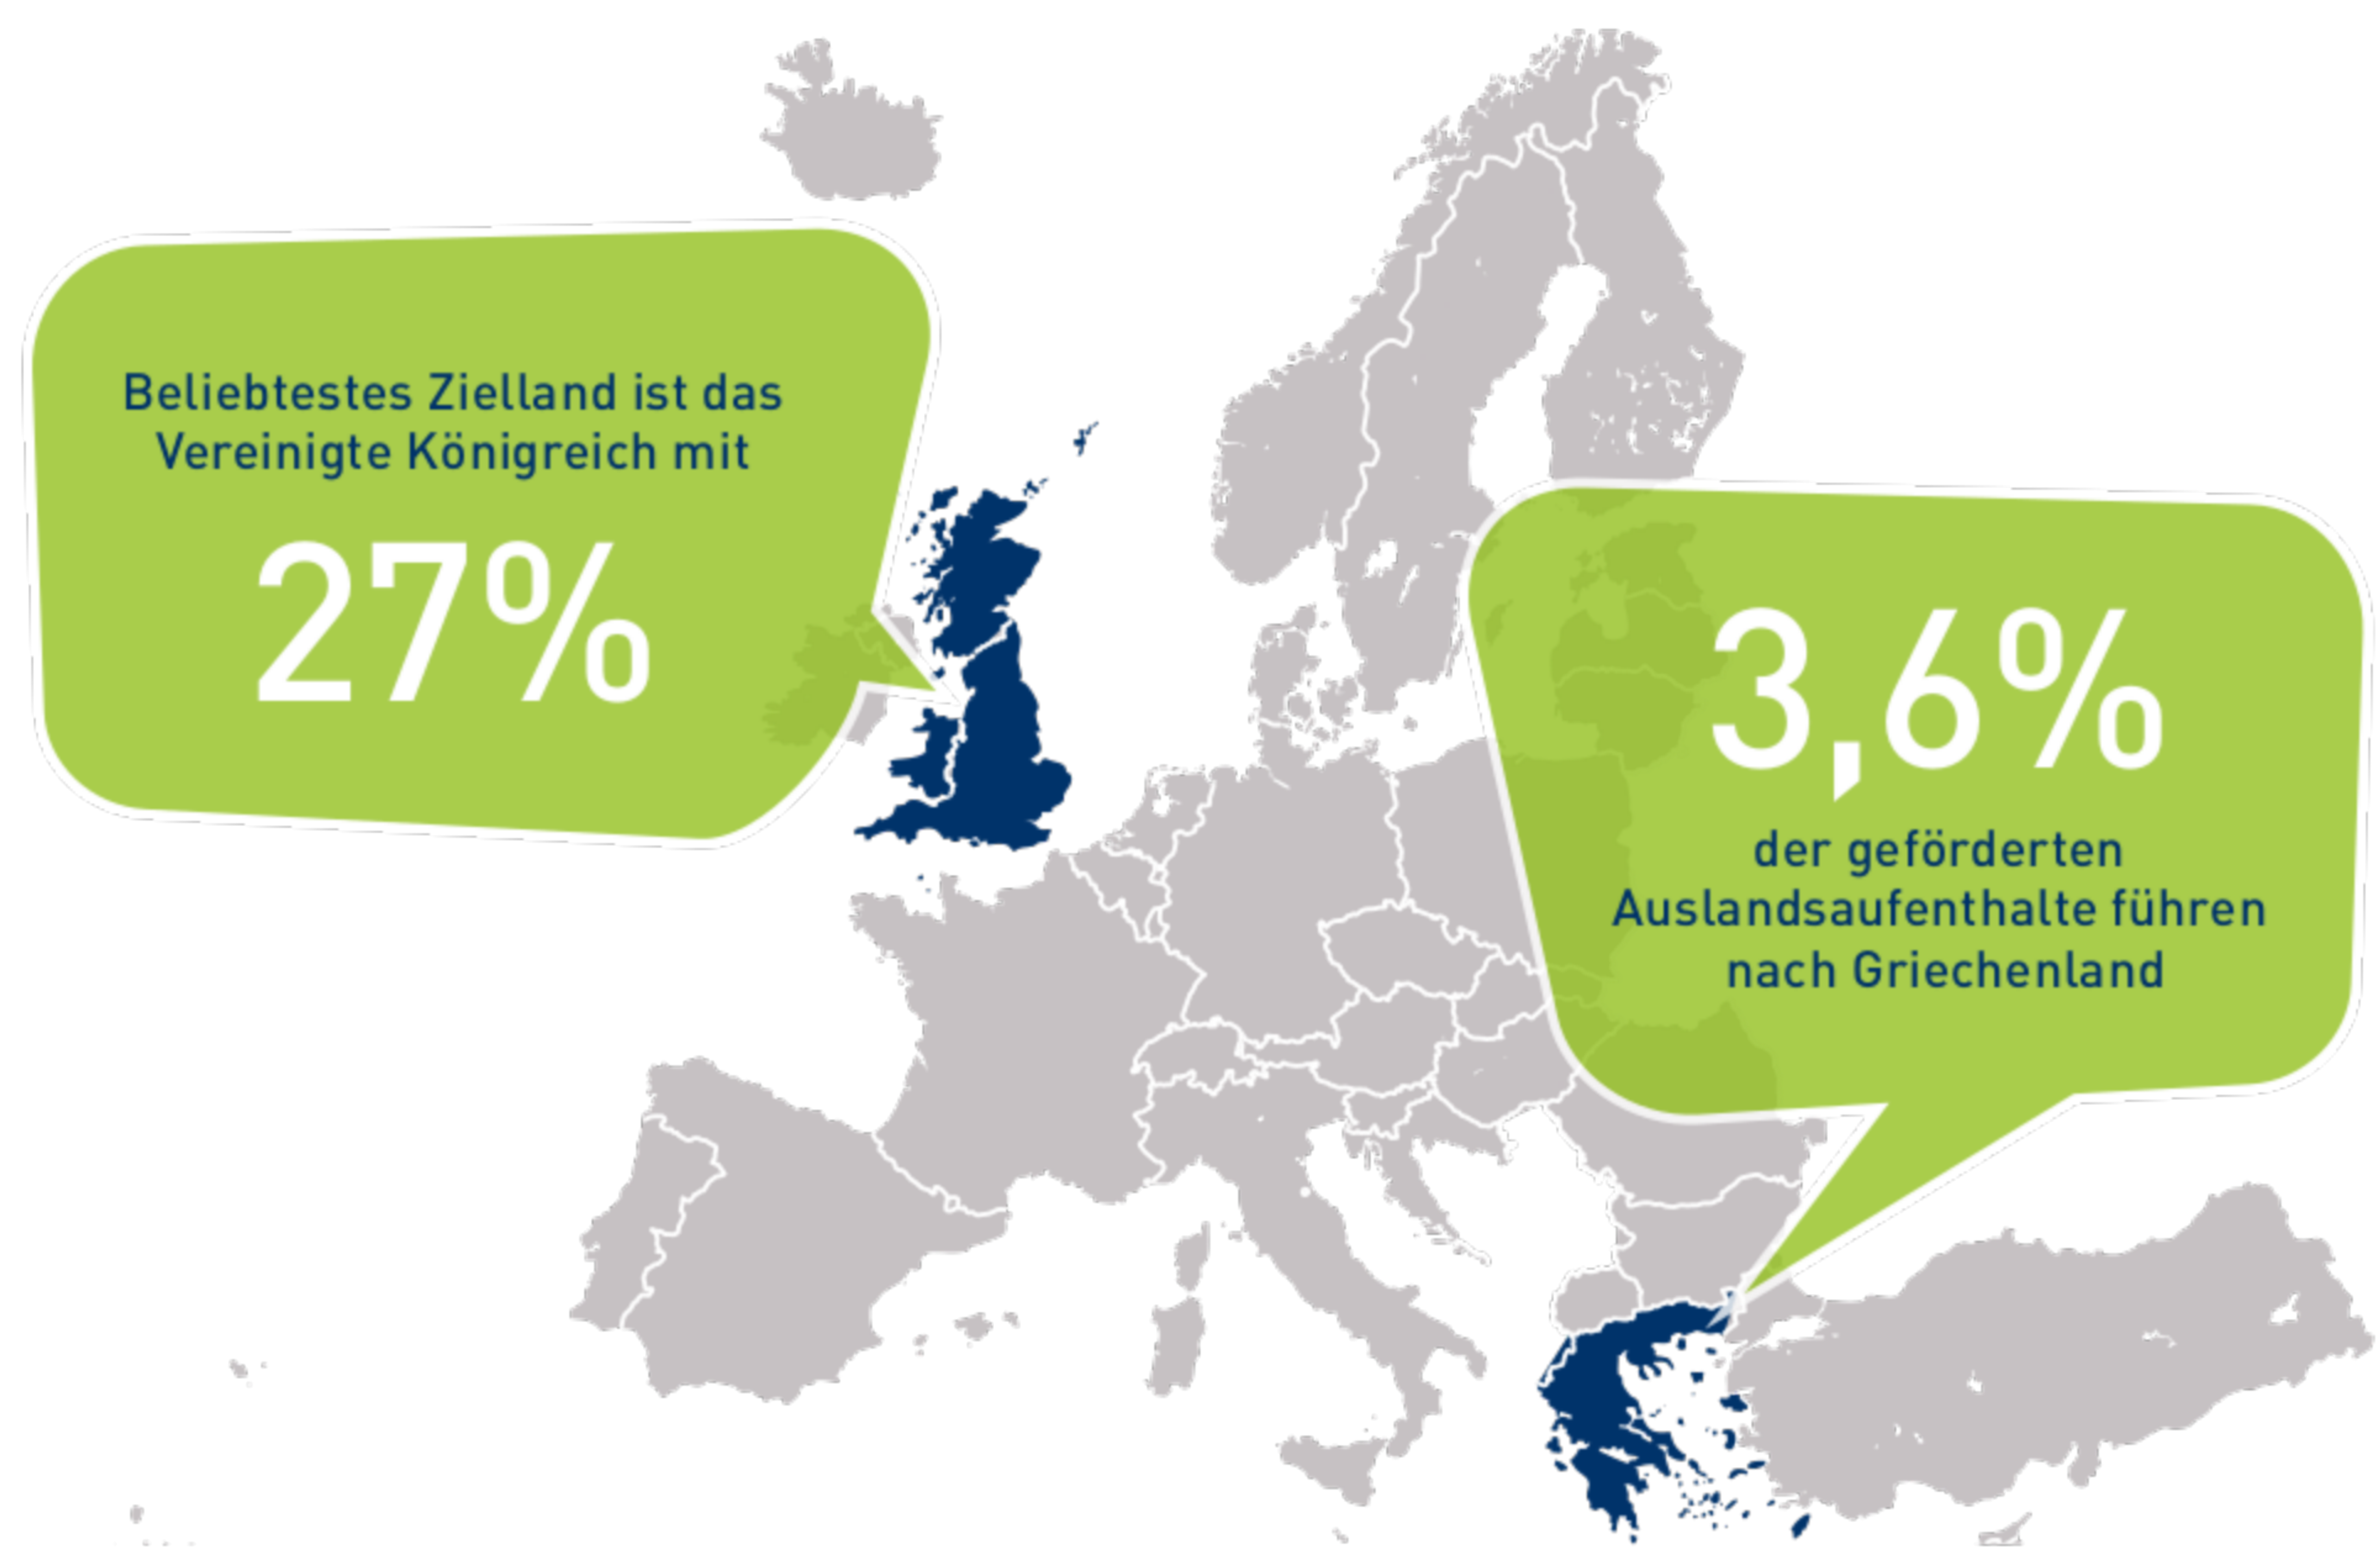 Beliebtestes Zielland ist das
Vereinigte Königreich mit
27%
3,6%
der geförderten
Auslandsaufenthalte führen
nach Griechenland